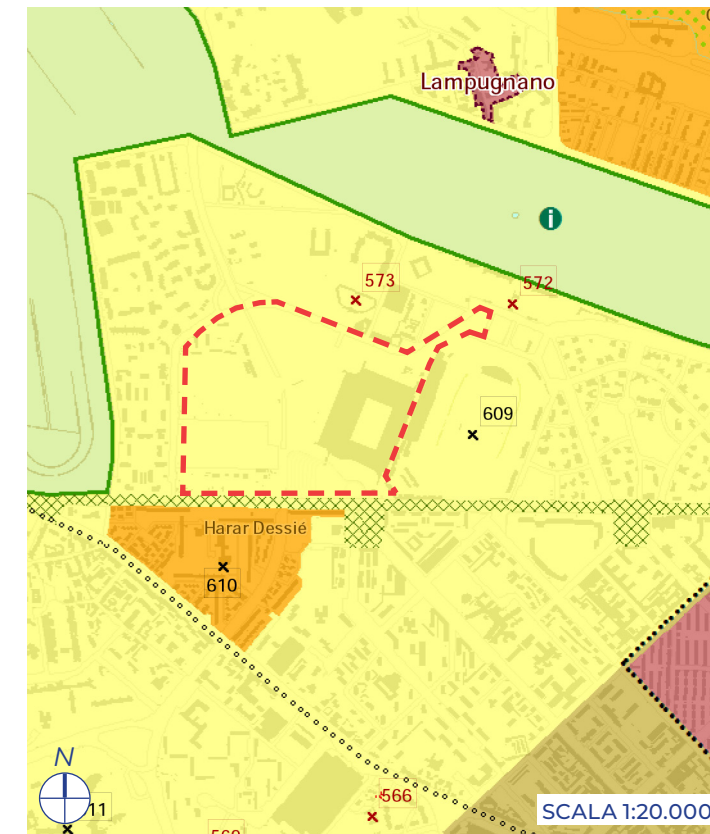 Lampugnano
i
573
572
609
Harar Dessié
610
N
11
566
SCALA 1:20.000